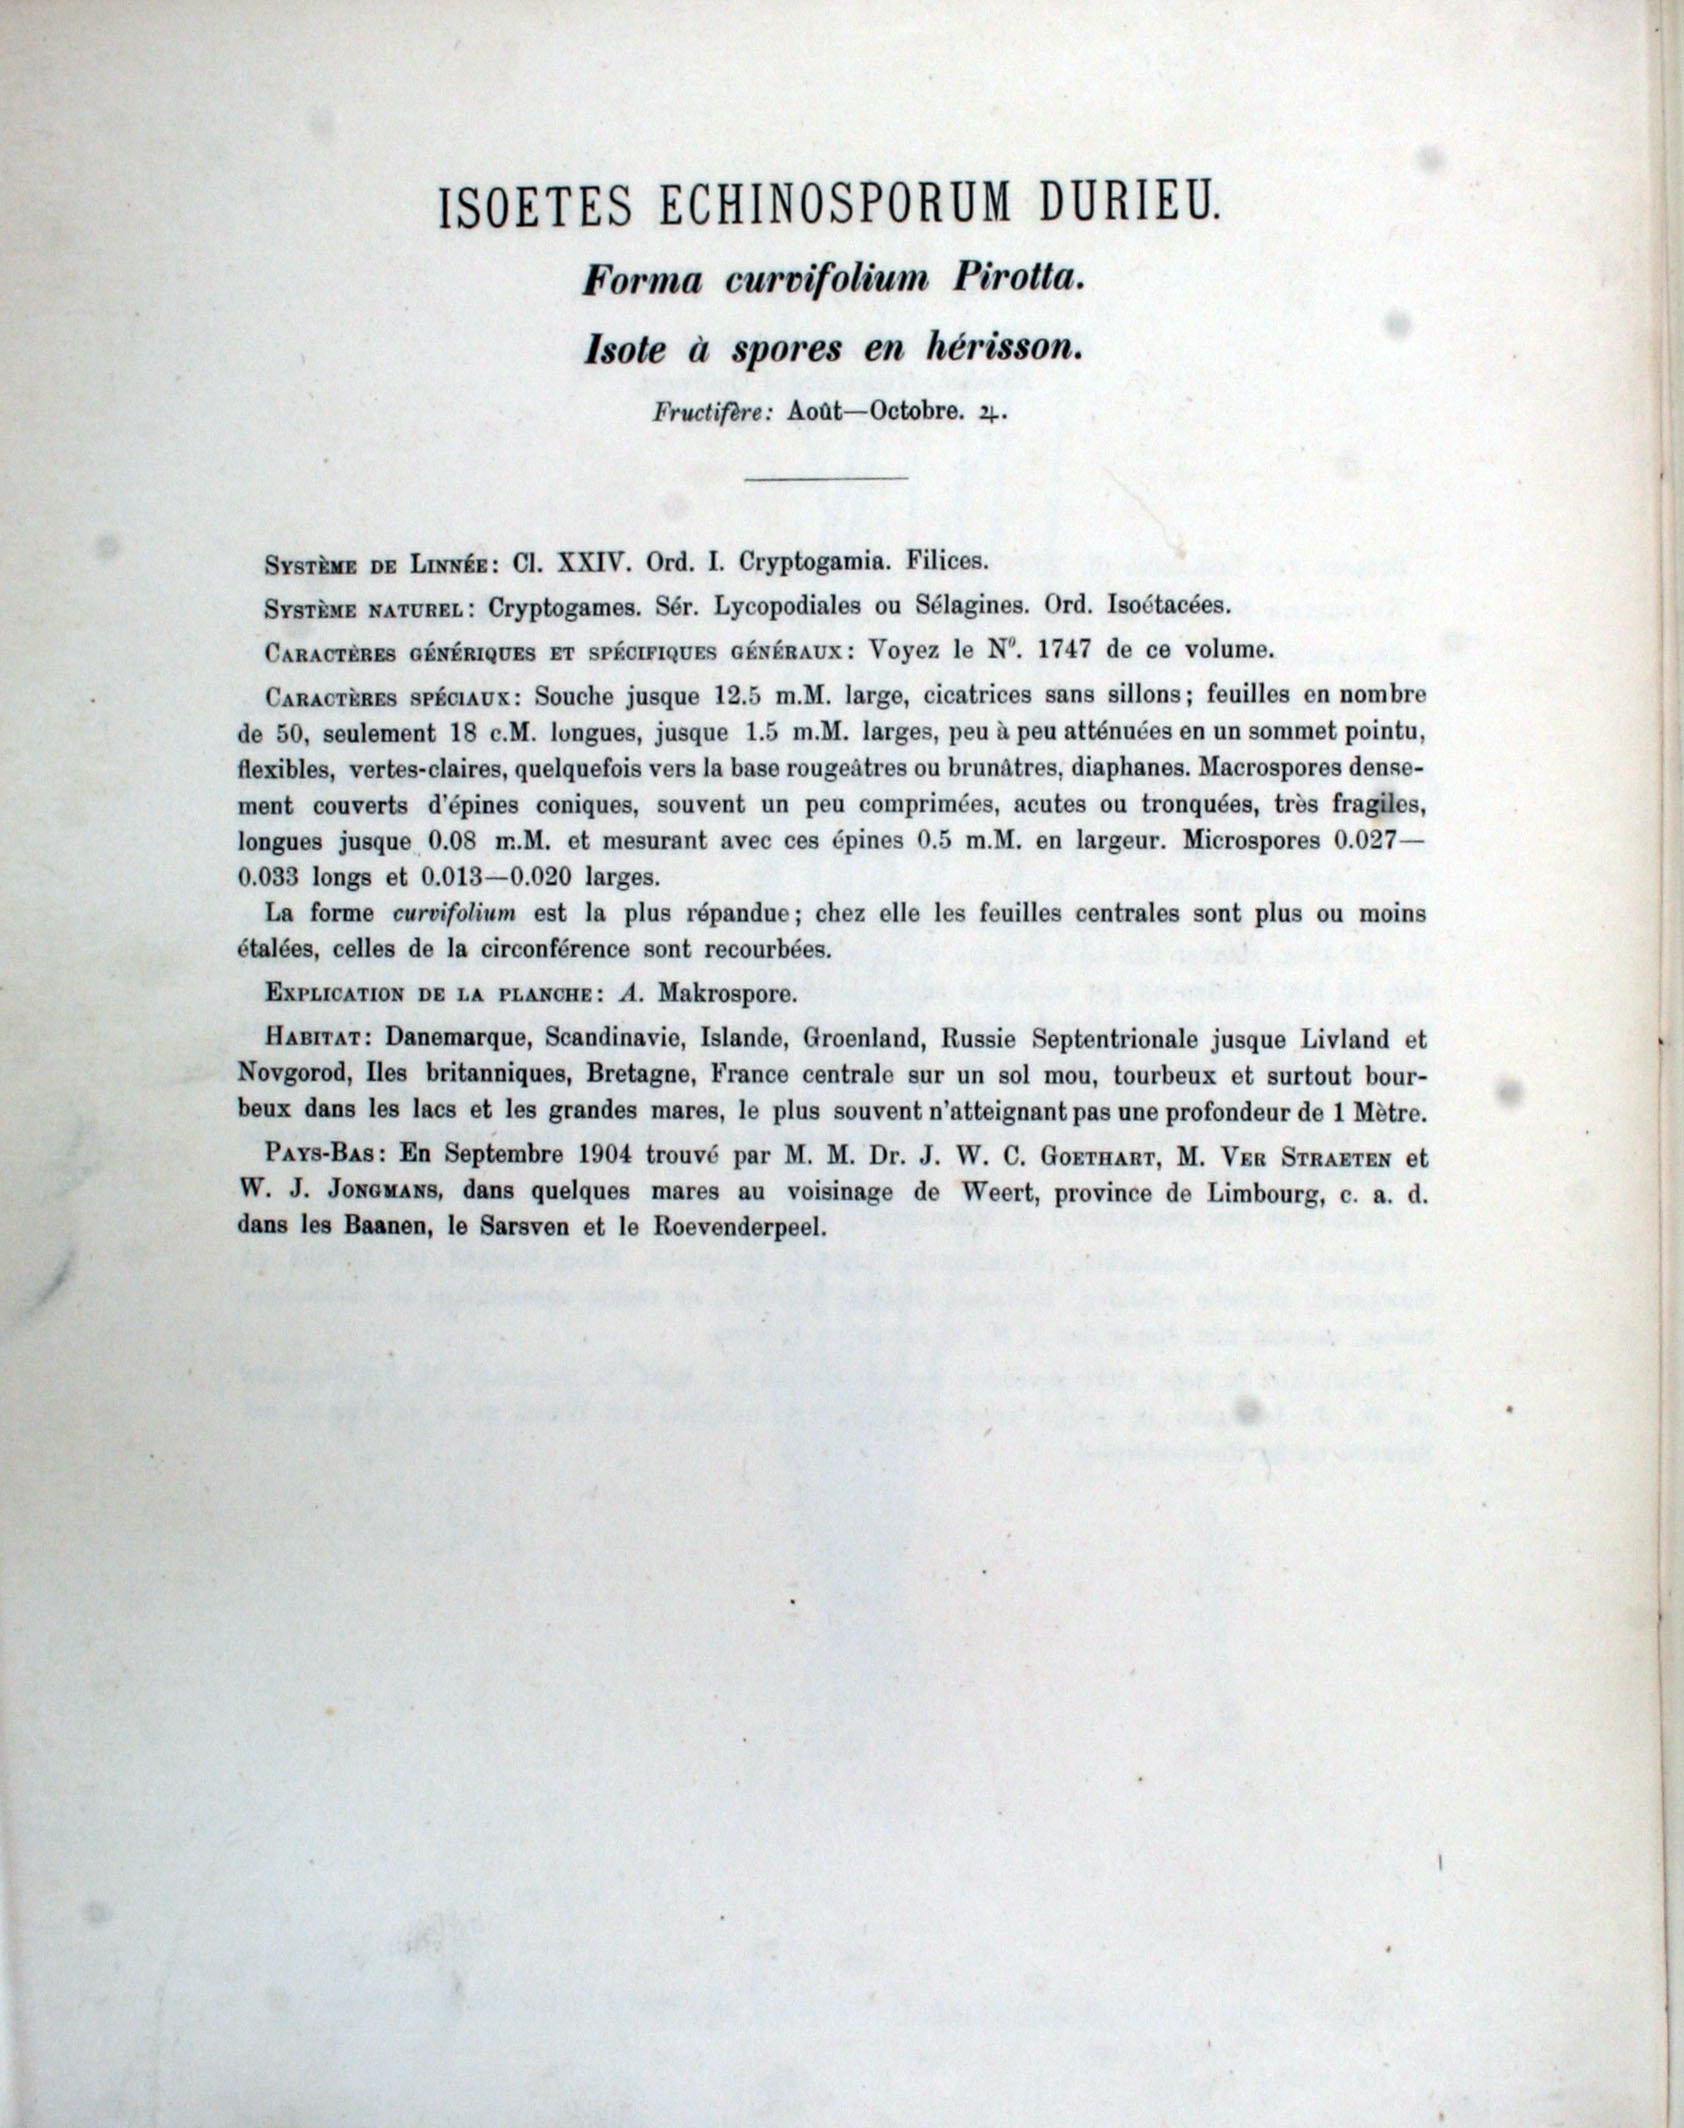 ISOETES ECHINOSPORUM DURIEU.
Forma curvifolium Pirotta.
Isote à spores en hérisson.
Fructifère: Août—Octobre. ♃.
Système de Linnée: Cl. XXIV. Ord. I. Cryptogamia. Filices.
Système naturel: Cryptogames. Sér. Lycopodiales ou Sélagines. Ord. Isoëtacées.
Caractères génériques et spécifiques généraux: Voyez le N°. 1747 de ce volume.
Caractères spéciaux: Souche jusque 12.5 m.M. large, cicatrices sans sillons; feuilles en nombre
de 50, seulement 18 c.M. longues, jusque 1.5 m.M. larges, peu à peu atténuées en un sommet pointu,
flexibles, vertes-claires, quelquefois vers la base rougeâtres ou brunâtres, diaphanes. Macrospores dense-
ment couverts d'épines coniques, souvent un peu comprimées, acutes ou tronquées, très fragiles,
longues jusque 0.08 m.M. et mesurant avec ces épines 0.5 m.M. en largeur. Microspores 0.027—
0.033 longs et 0.013—0.020 larges.
La forme curvifolium est la plus répandue; chez elle les feuilles centrales sont plus ou moins
étalées, celles de la circonférence sont recourbées.
Explication de la planche: A. Makrospore.
Habitat: Danemarque, Scandinavie, Islande, Groenland, Russie Septentrionale jusque Livland et
Novgorod, Iles britanniques, Bretagne, France centrale sur un sol mou, tourbeux et surtout bour-
beux dans les lacs et les grandes mares, le plus souvent n'atteignant pas une profondeur de 1 Mètre.
Pays-Bas: En Septembre 1904 trouvé par M. M. Dr. J. W. C. Goethart, M. Ver Straeten et
W. J. Jongmans, dans quelques mares au voisinage de Weert, province de Limbourg, c. a. d.
dans les Baanen, le Sarsven et le Roevenderpeel.